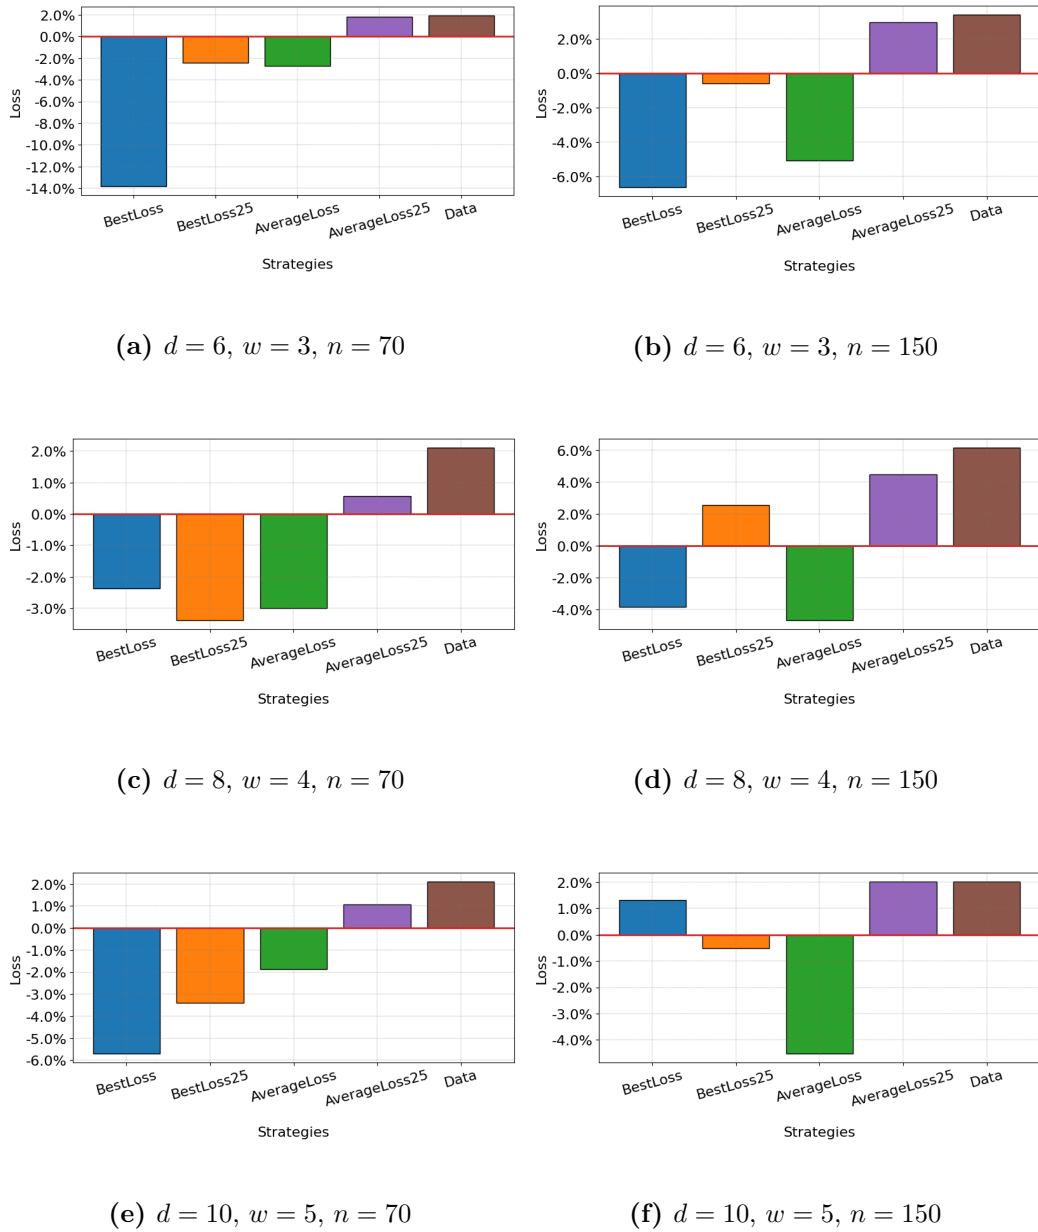 2.0%
0.0%
-2.0%
-4.0%
-6.0%
-8.0%
-10.0%
-12.0%
-14.0%
Loss
BestLoss
BestLoss25
AverageLoss
AverageLoss25
Data
Strategies
(a) d = 6, w = 3, n = 70
2.0%
0.0%
-2.0%
-4.0%
-6.0%
Loss
BestLoss
BestLoss25
AverageLoss
AverageLoss25
Data
Strategies
(b) d = 6, w = 3, n = 150
2.0%
1.0%
0.0%
-1.0%
-2.0%
-3.0%
Loss
BestLoss
BestLoss25
AverageLoss
AverageLoss25
Data
Strategies
(c) d = 8, w = 4, n = 70
6.0%
4.0%
2.0%
0.0%
-2.0%
-4.0%
Loss
BestLoss
BestLoss25
AverageLoss
AverageLoss25
Data
Strategies
(d) d = 8, w = 4, n = 150
2.0%
1.0%
0.0%
-1.0%
-2.0%
-3.0%
-4.0%
-5.0%
-6.0%
Loss
BestLoss
BestLoss25
AverageLoss
AverageLoss25
Data
Strategies
(e) d = 10, w = 5, n = 70
2.0%
1.0%
0.0%
-1.0%
-2.0%
-3.0%
-4.0%
Loss
BestLoss
BestLoss25
AverageLoss
AverageLoss25
Data
Strategies
(f) d = 10, w = 5, n = 150